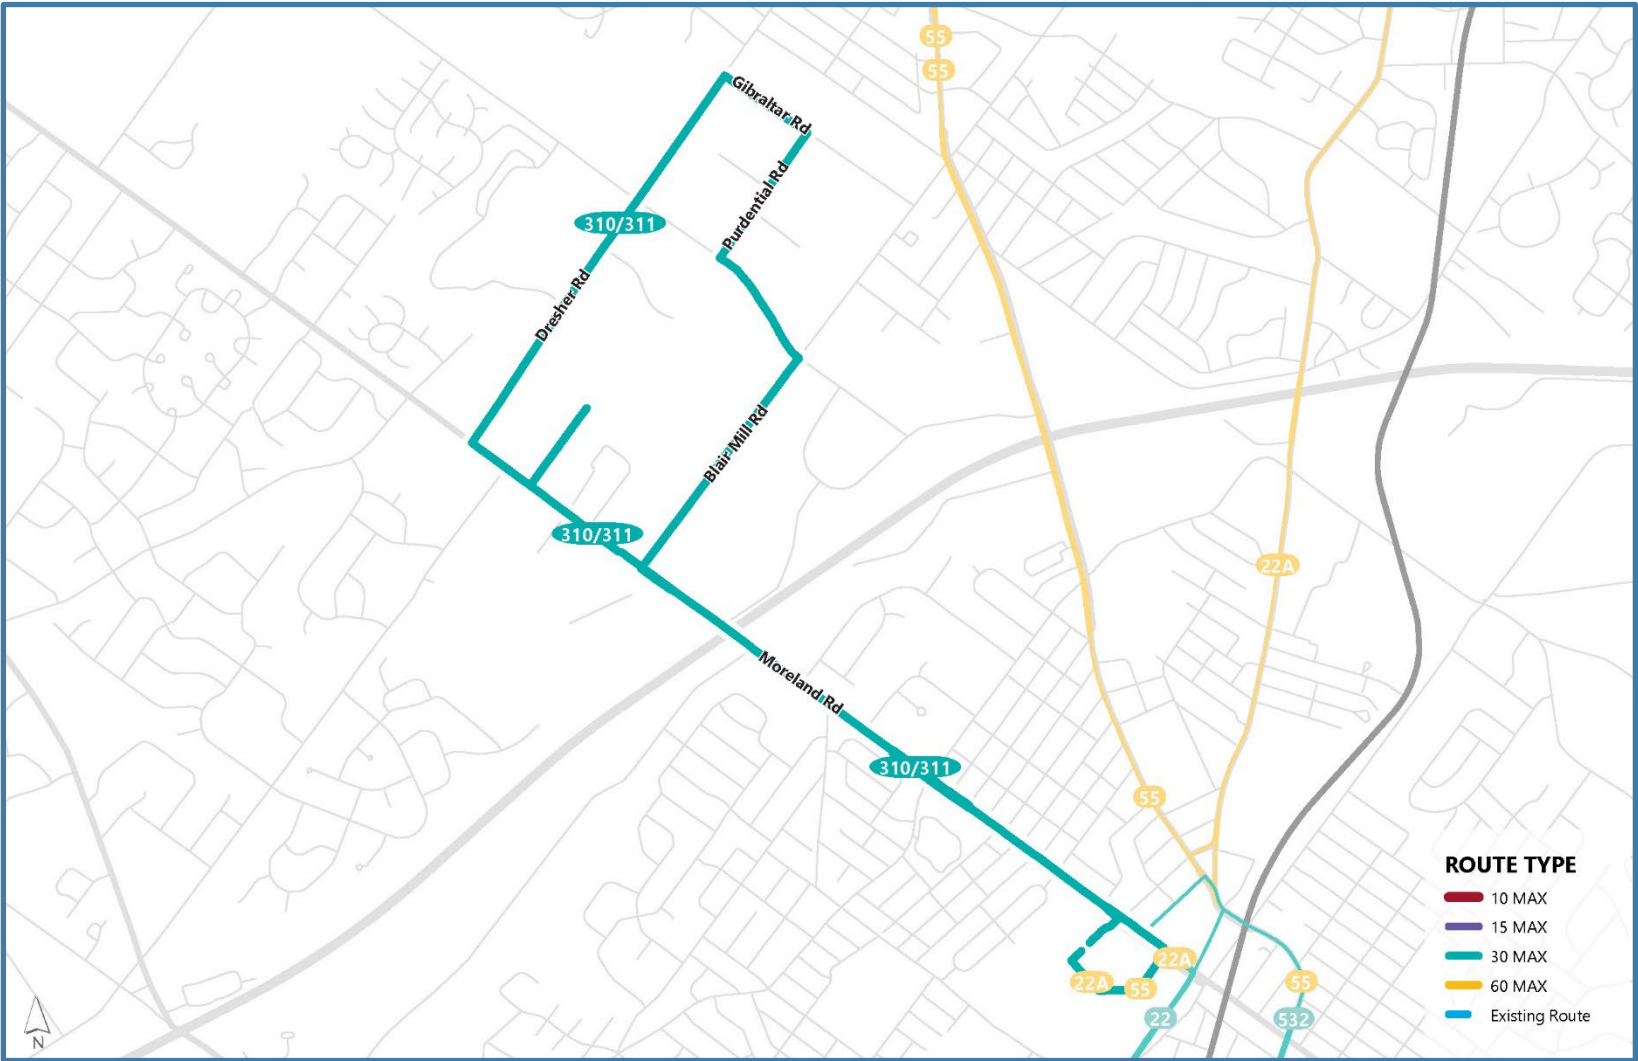 55
55
Gibraltar Rd
Purdential Rd
310/311
Dresher Rd
Blair Mill Rd
310/311
22A
Moreland Rd
310/311
55
22A
22A
55
55
22
532
ROUTE TYPE
10 MAX
15 MAX
30 MAX
60 MAX
Existing Route
N